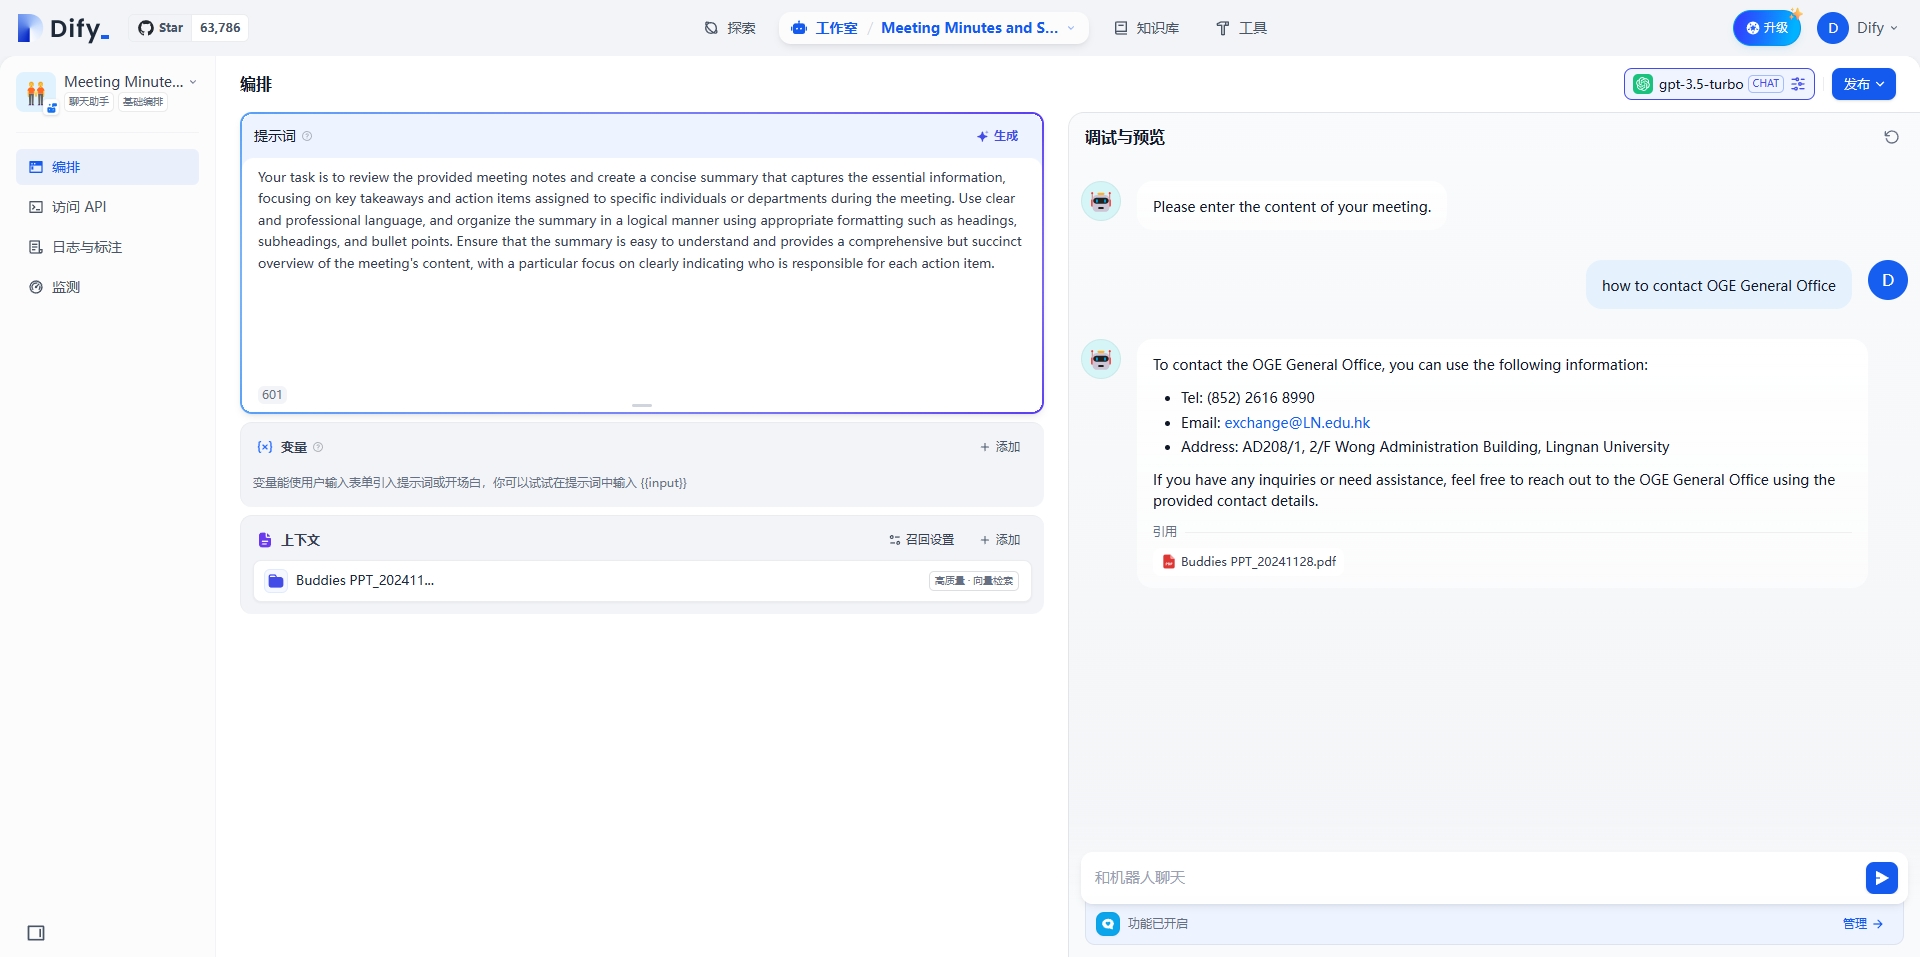 Dify_
Star 63,786
探索
工作室 / Meeting Minutes and S...
知识库
工具
升级
D Dify
Meeting Minute...
聊天助手 基础编排
编排
访问 API
日志与标注
监测
编排
gpt-3.5-turbo CHAT
发布
提示词
生成
Your task is to review the provided meeting notes and create a concise summary that captures the essential information,
focusing on key takeaways and action items assigned to specific individuals or departments during the meeting. Use clear
and professional language, and organize the summary in a logical manner using appropriate formatting such as headings,
subheadings, and bullet points. Ensure that the summary is easy to understand and provides a comprehensive but succinct
overview of the meeting's content, with a particular focus on clearly indicating who is responsible for each action item.
601
{x} 变量
+ 添加
变量能使用户输入表单引入提示词或开场白，你可以试试在提示词中输入 {{input}}
上下文
召回设置
+ 添加
Buddies PPT_202411...
高质量 · 向量检索
调试与预览
Please enter the content of your meeting.
how to contact OGE General Office
D
To contact the OGE General Office, you can use the following information:
• Tel: (852) 2616 8990
• Email: exchange@LN.edu.hk
• Address: AD208/1, 2/F Wong Administration Building, Lingnan University
If you have any inquiries or need assistance, feel free to reach out to the OGE General Office using the
provided contact details.
引用
Buddies PPT_20241128.pdf
和机器人聊天
功能已开启
管理 →